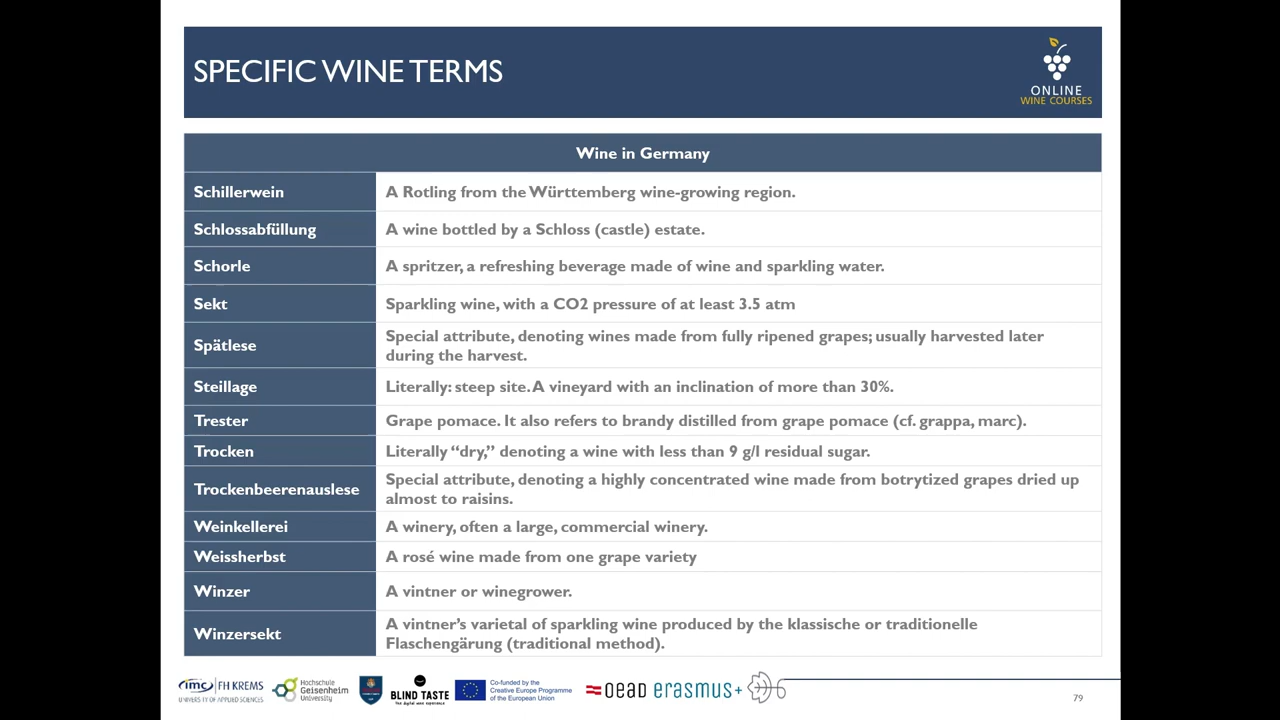 SPECIFIC WINE TERMS
ONLINE
WINE COURSES
Wine in Germany
Schillerwein
A Rotling from the Württemberg wine-growing region.
Schlossabfüllung
A wine bottled by a Schloss (castle) estate.
Schorle
A spritzer, a refreshing beverage made of wine and sparkling water.
Sekt
Sparkling wine, with a CO2 pressure of at least 3.5 atm
Spätlese
Special attribute, denoting wines made from fully ripened grapes; usually harvested later
during the harvest.
Steillage
Literally: steep site. A vineyard with an inclination of more than 30%.
Trester
Grape pomace. It also refers to brandy distilled from grape pomace (cf. grappa, marc).
Trocken
Literally “dry,” denoting a wine with less than 9 g/l residual sugar.
Trockenbeerenauslese
Special attribute, denoting a highly concentrated wine made from botrytized grapes dried up
almost to raisins.
Weinkellerei
A winery, often a large, commercial winery.
Weissherbst
A rosé wine made from one grape variety
Winzer
A vintner or winegrower.
Winzersekt
A vintner’s varietal of sparkling wine produced by the klassische or traditionelle
Flaschengärung (traditional method).
imc FH KREMS
UNIVERSITY OF APPLIED SCIENCES
Hochschule
Geisenheim
University
BLIND TASTE
The digital wine experience
Co-funded by the
Creative Europe Programme
of the European Union
oead erasmus+
79